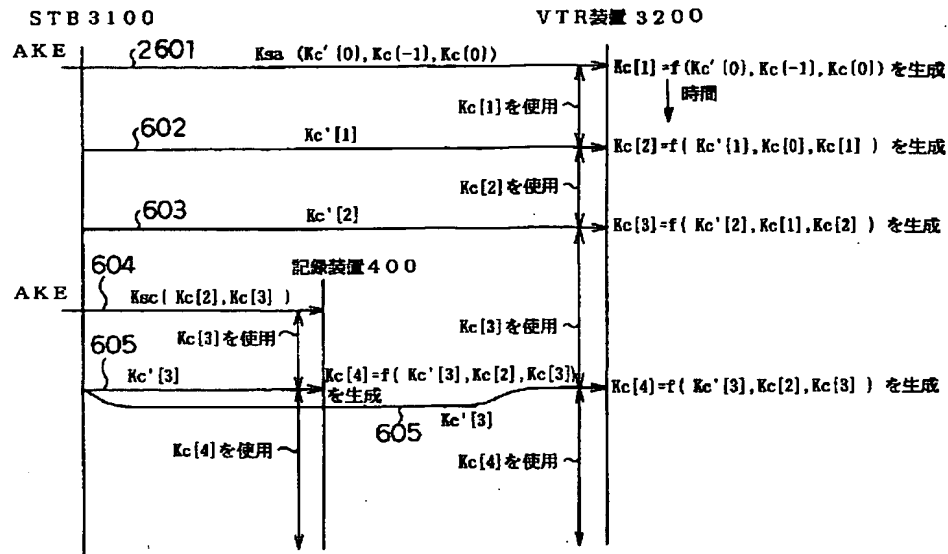 STB3100
VTR装置3200
AKE
2601
Ksa (Kc'{0},Kc(-1),Kc(0))
Kc[1]=f(Kc'(0),Kc(-1),Kc(0)) を生成
Kc[1]を使用
時間
602
Kc'[1]
Kc[2]=f( Kc'{1},Kc{0},Kc[1] ) を生成
Kc[2]を使用
603
Kc'[2]
Kc[3]=f( Kc'[2],Kc[1],Kc[2] ) を生成
604
記録装置400
AKE
Ksc( Kc[2],Kc[3] )
Kc{3}を使用
Kc[3]を使用
605
Kc'[3]
Kc[4]=f( Kc'[3],Kc[2],Kc[3])
を生成
Kc[4]=f( Kc'[3],Kc[2],Kc{3} ) を生成
605
Kc'[3]
Kc[4]を使用
Kc[4]を使用